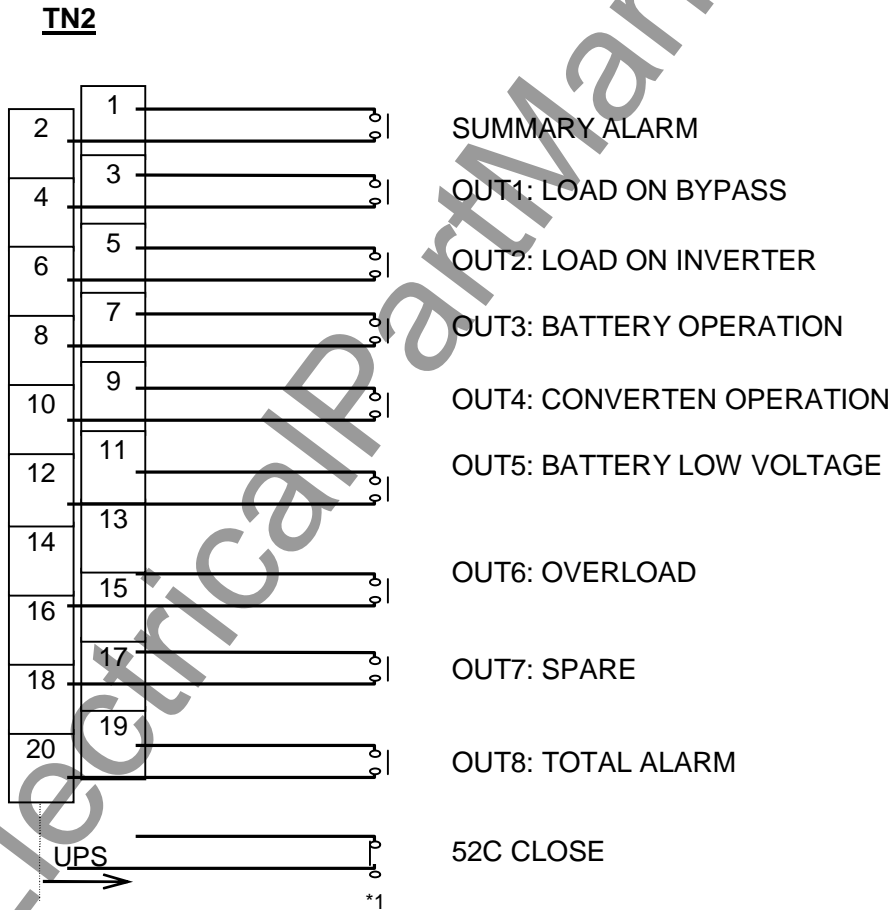 TN2
1
2
SUMMARY ALARM
3
4
OUT1: LOAD ON BYPASS
5
6
OUT2: LOAD ON INVERTER
7
8
OUT3: BATTERY OPERATION
9
10
OUT4: CONVERTEN OPERATION
11
12
OUT5: BATTERY LOW VOLTAGE
13
14
15
16
OUT6: OVERLOAD
17
18
OUT7: SPARE
19
20
OUT8: TOTAL ALARM
UPS
52C CLOSE
*1
ElectricalPartMan